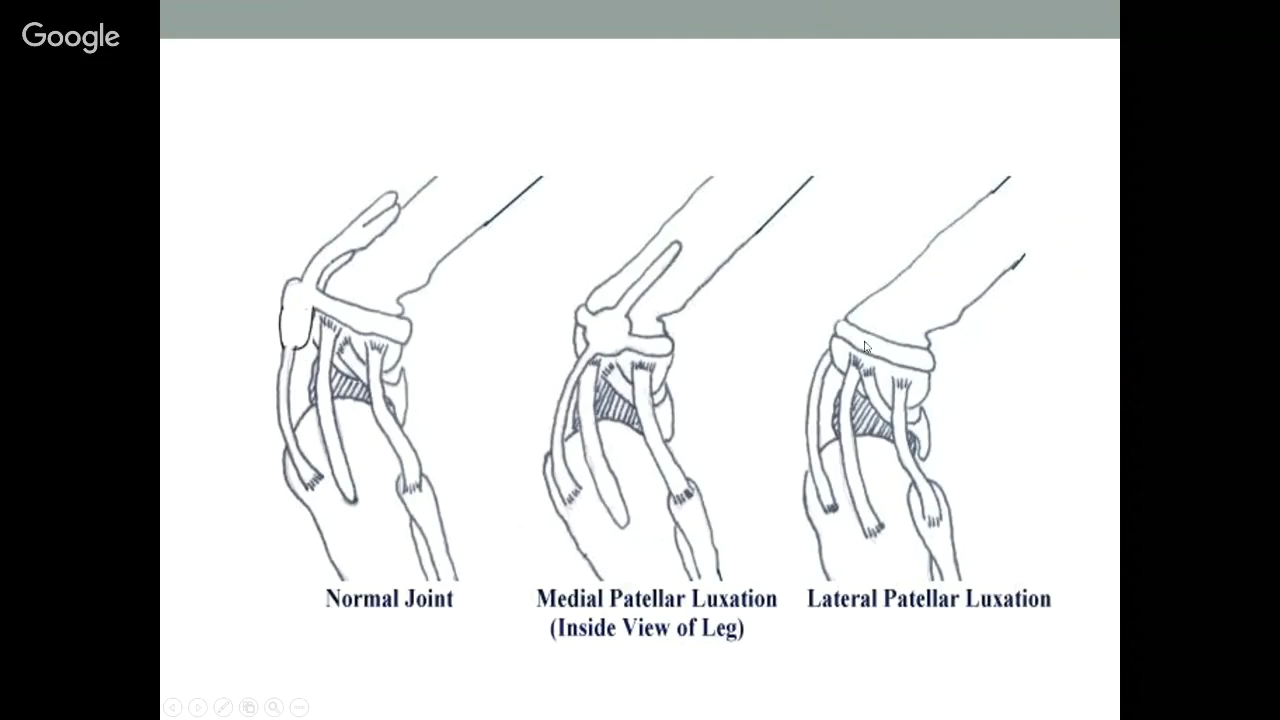 Google
Normal Joint
Medial Patellar Luxation
(Inside View of Leg)
Lateral Patellar Luxation